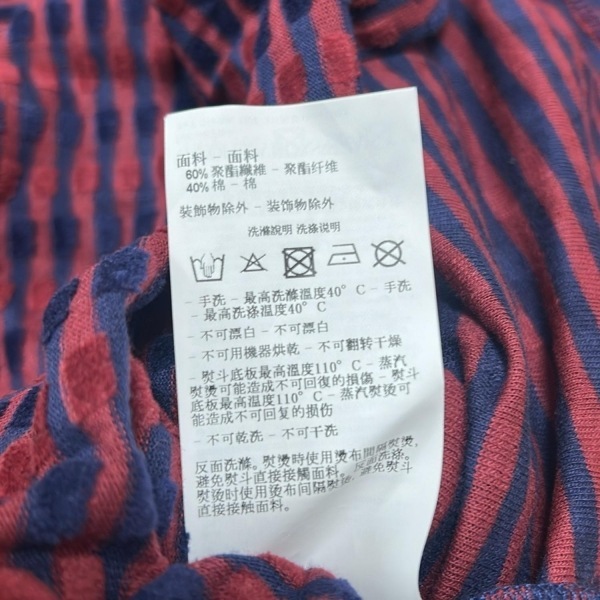 面料 - 面料
60% 聚酯纖維 - 聚酯纤维
40% 棉 - 棉
裝飾物除外 - 装饰物除外
洗滌說明 洗涤说明
- 手洗 - 最高洗滌溫度40° C - 手洗
- 最高洗涤温度40° C
- 不可漂白 - 不可漂白
- 不可用機器烘乾 - 不可翻转干燥
- 熨斗底板最高溫度110° C - 蒸汽
熨燙可能造成不可回復的損傷 - 熨斗
底板最高温度110° C - 蒸汽熨烫可
能造成不可回复的损伤
- 不可乾洗 - 不可干洗
反面洗滌。熨燙時使用燙布間隔熨燙,
避免熨斗直接接觸面料。反面洗涤。
熨烫时使用烫布间隔熨烫, 避免熨斗
直接接触面料。